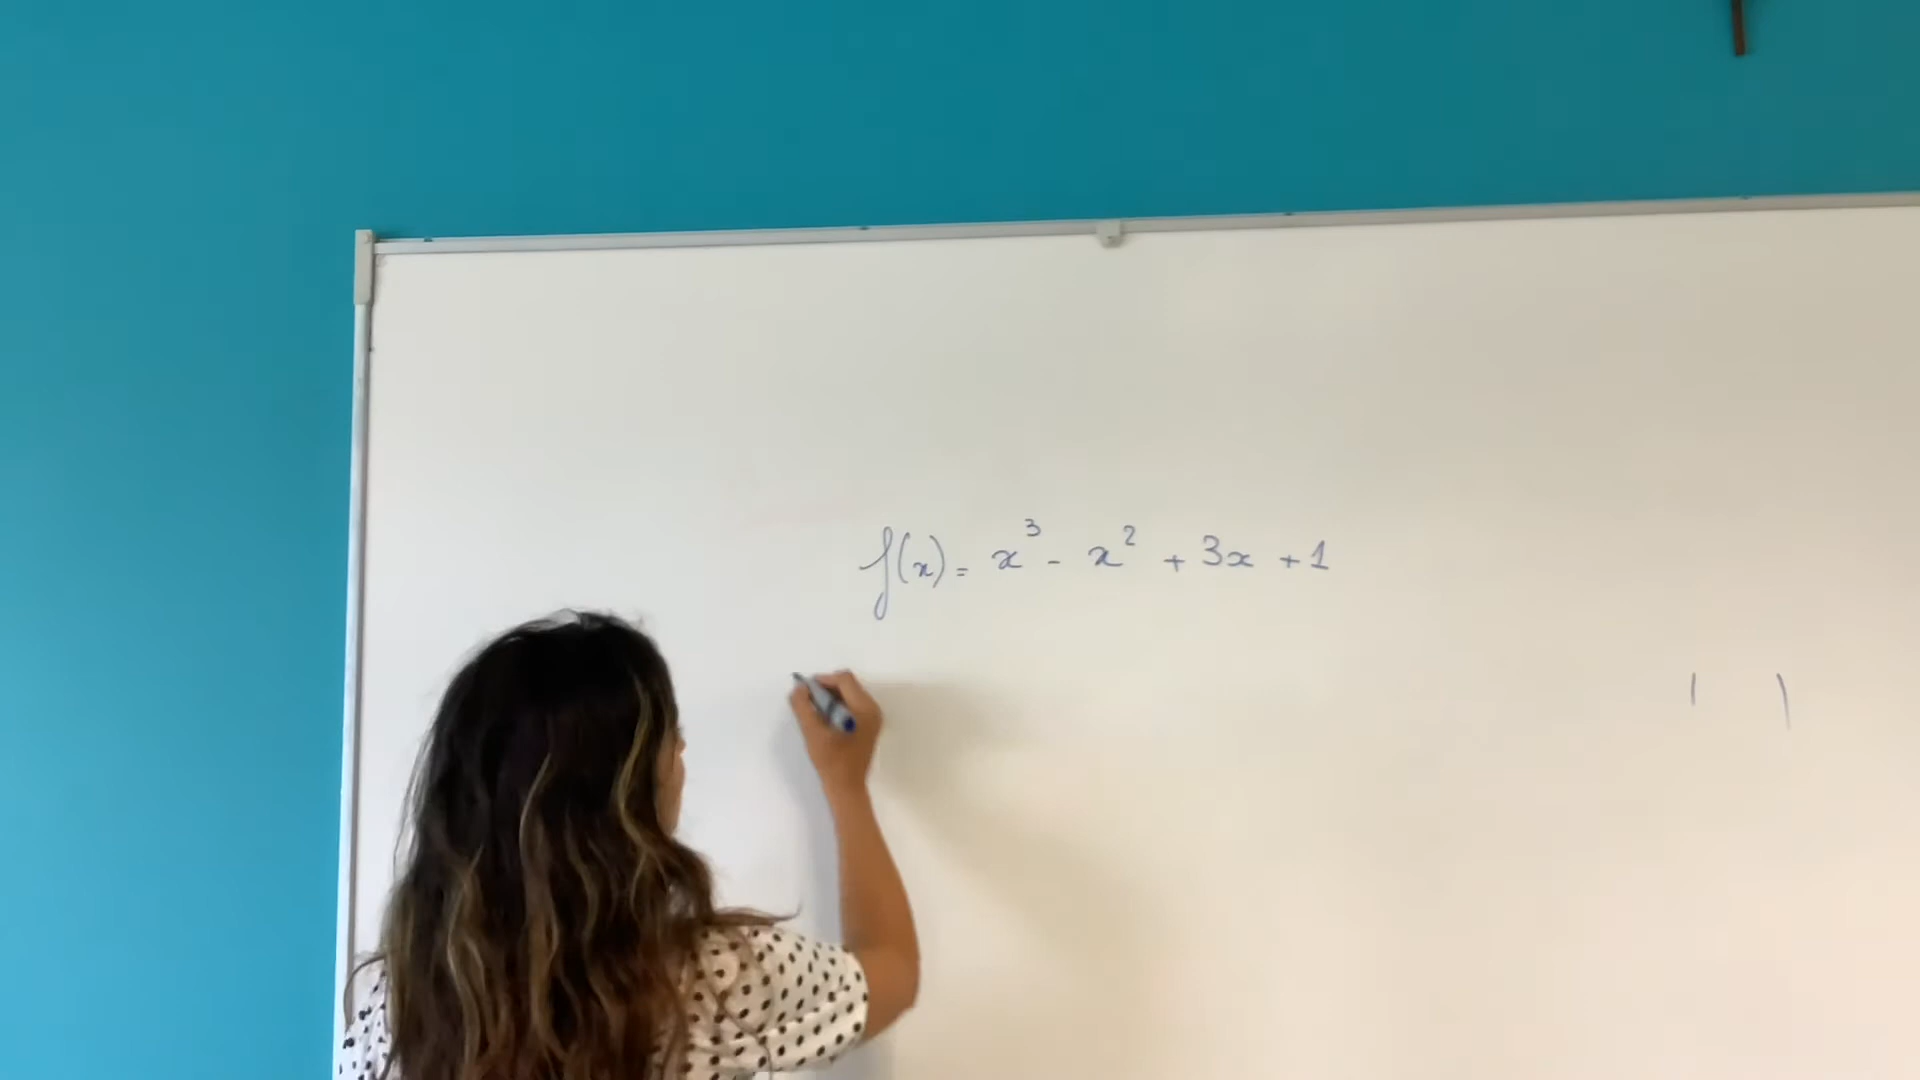 f(x) = x³ - x² + 3x + 1